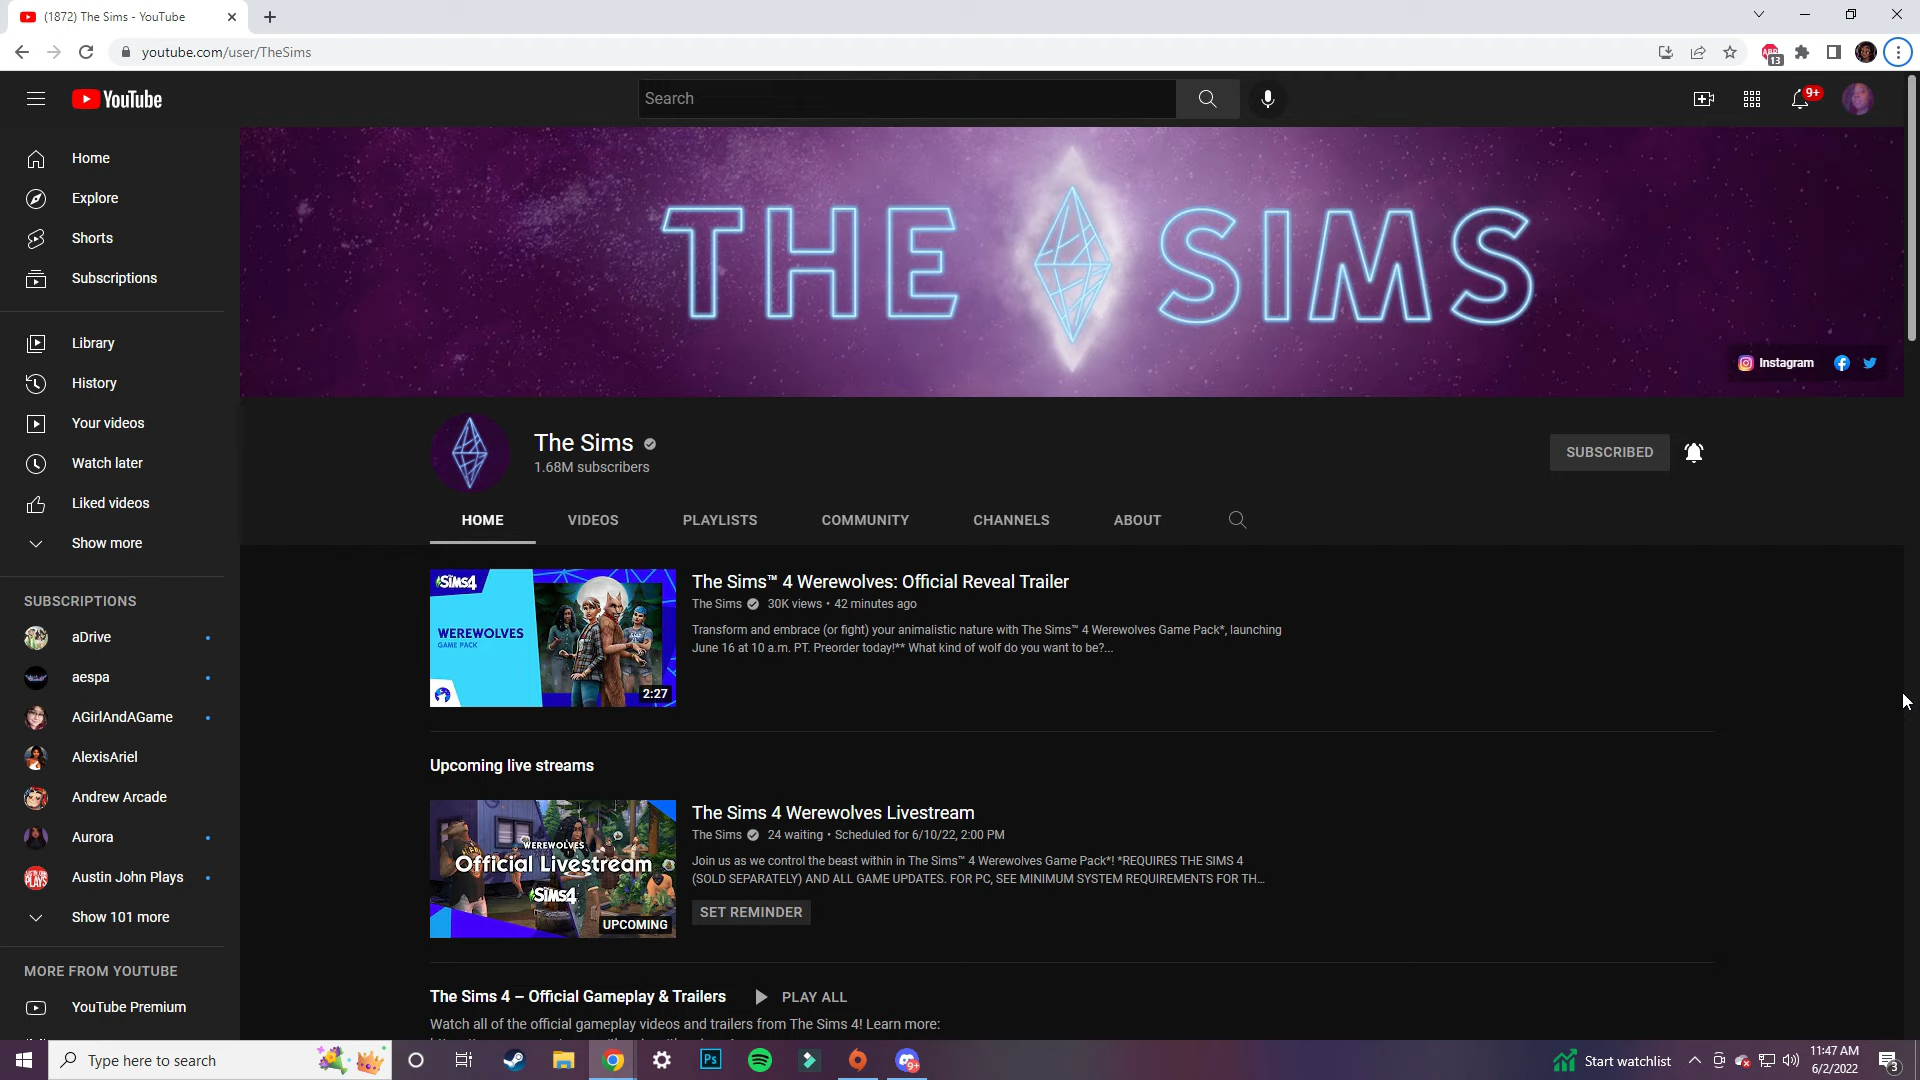 (1872) The Sims - YouTube
youtube.com/user/TheSims
ABP
13
YouTube
Search
9+
Home
Explore
Shorts
Subscriptions
Library
History
Your videos
Watch later
Liked videos
Show more
SUBSCRIPTIONS
aDrive
aespa
AGirlAndAGame
AlexisAriel
Andrew Arcade
Aurora
Austin John Plays
Show 101 more
MORE FROM YOUTUBE
YouTube Premium
THE SIMS
Instagram
The Sims
1.68M subscribers
SUBSCRIBED
HOME VIDEOS PLAYLISTS COMMUNITY CHANNELS ABOUT
SIMS4
WEREWOLVES
GAME PACK
2:27
The Sims™ 4 Werewolves: Official Reveal Trailer
The Sims 30K views • 42 minutes ago
Transform and embrace (or fight) your animalistic nature with The Sims™ 4 Werewolves Game Pack*, launching
June 16 at 10 a.m. PT. Preorder today!** What kind of wolf do you want to be?...
Upcoming live streams
WEREWOLVES
Official Livestream
SIMS4
UPCOMING
The Sims 4 Werewolves Livestream
The Sims 24 waiting • Scheduled for 6/10/22, 2:00 PM
Join us as we control the beast within in The Sims™ 4 Werewolves Game Pack*! *REQUIRES THE SIMS 4
(SOLD SEPARATELY) AND ALL GAME UPDATES. FOR PC, SEE MINIMUM SYSTEM REQUIREMENTS FOR TH...
SET REMINDER
The Sims 4 – Official Gameplay & Trailers PLAY ALL
Watch all of the official gameplay videos and trailers from The Sims 4! Learn more:
Type here to search
Ps
9+
Start watchlist
11:47 AM
6/2/2022
3